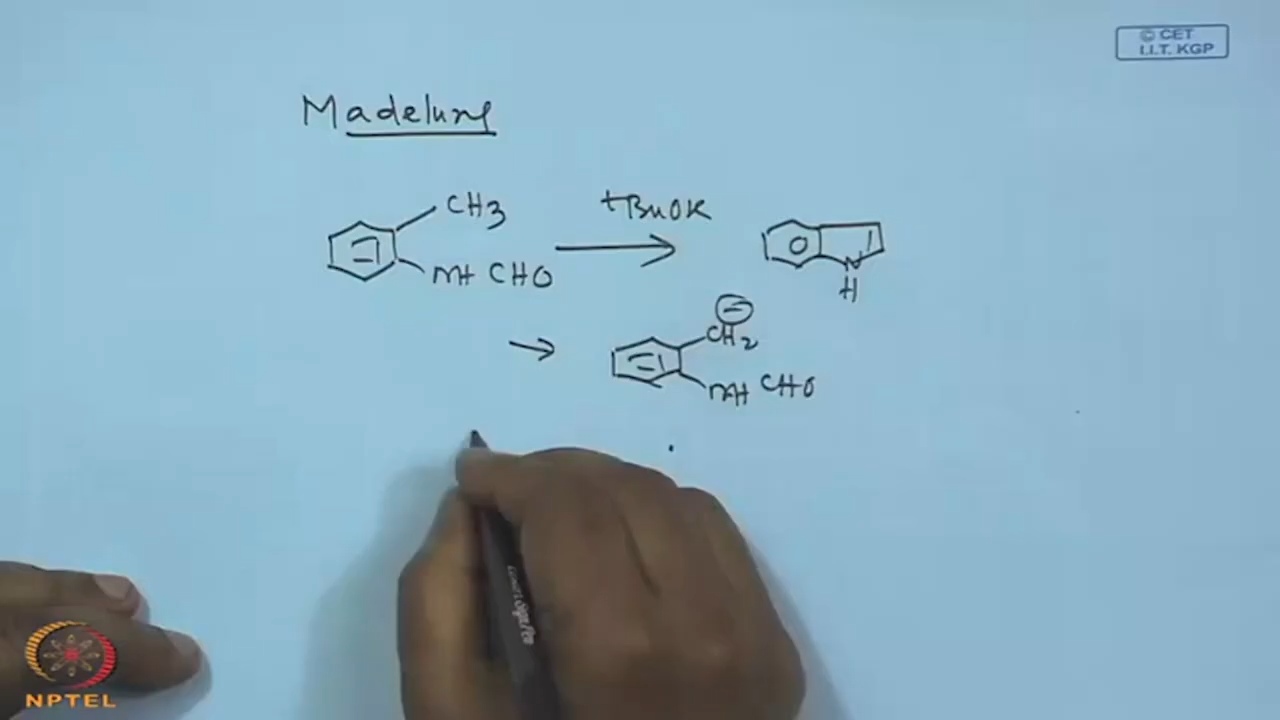 © CET
I.I.T. KGP
Madelung
CH3
tBuOK
NH CHO
N
H
→
⊖
CH2
NH CHO
NPTEL